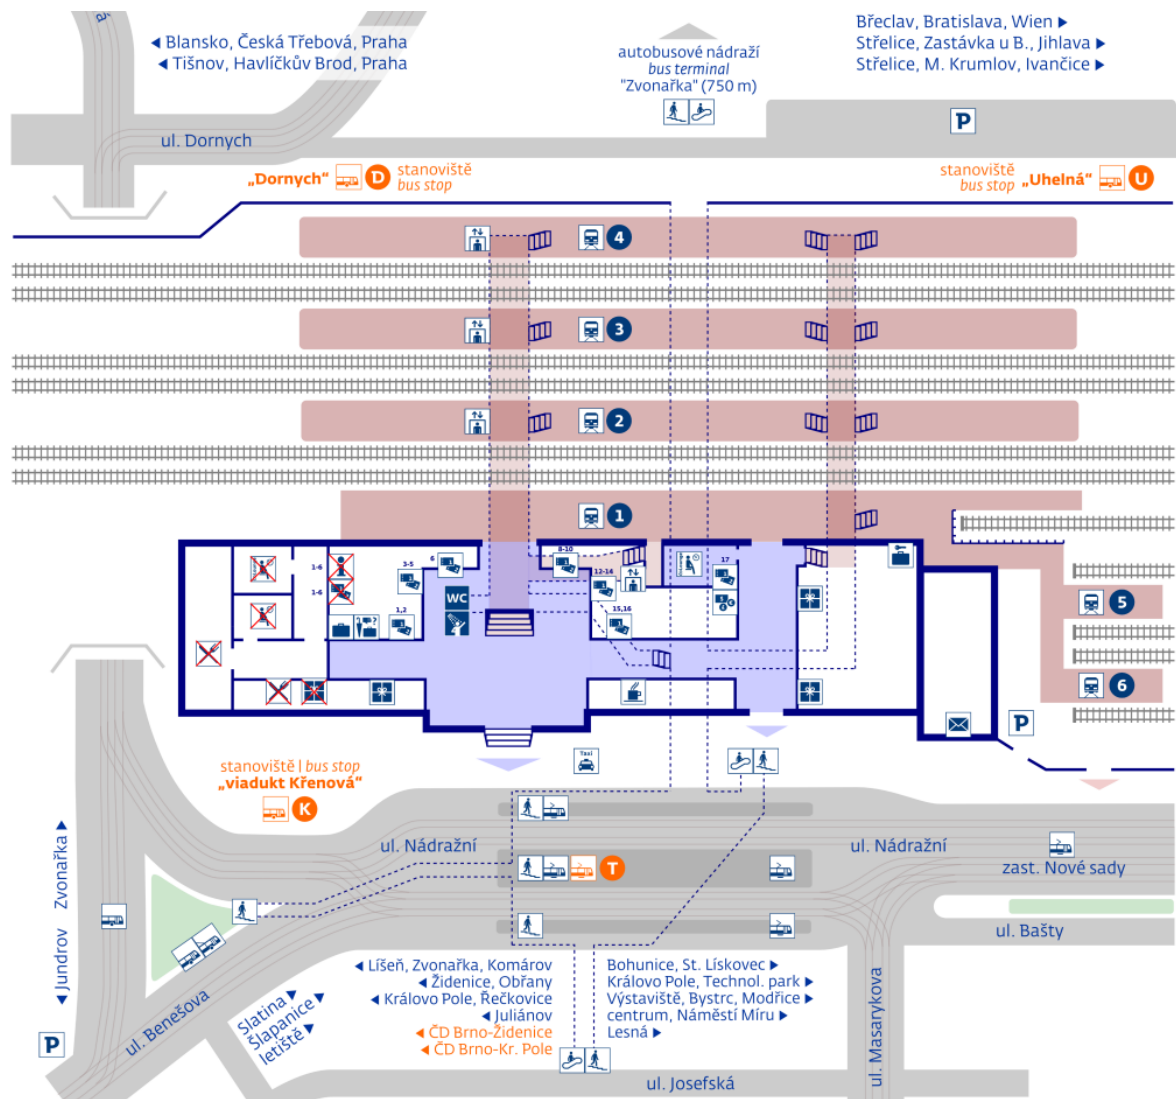 ◀ Blansko, Česká Třebová, Praha
◀ Tišnov, Havlíčkův Brod, Praha
autobusové nádraží
bus terminal
"Zvonařka" (750 m)
Břeclav, Bratislava, Wien ▶
Střelice, Zastávka u B., Jihlava ▶
Střelice, M. Krumlov, Ivančice ▶
P
ul. Dornych
„Dornych“ D stanoviště
bus stop
stanoviště
bus stop „Uhelná“ U
4
3
2
1
5
6
1-6
1-6
3-5
6
1,2
8-10
12-14
15,16
17
WC
Taxi
P
stanoviště | bus stop
„viadukt Křenová“
K
ul. Nádražní
ul. Nádražní
T
zast. Nové sady
ul. Bašty
◀ Jundrov Zvonařka ▶
ul. Benešova
Slatina ▶
Šlapanice ▶
letiště ▶
P
◀ Líšeň, Zvonařka, Komárov
◀ Židenice, Obřany
◀ Královo Pole, Řečkovice
◀ Juliánov
◀ ČD Brno-Židenice
◀ ČD Brno-Kr. Pole
Bohunice, St. Lískovec ▶
Královo Pole, Technol. park ▶
Výstaviště, Bystrc, Modřice ▶
centrum, Náměstí Míru ▶
Lesná ▶
ul. Masarykova
ul. Josefská